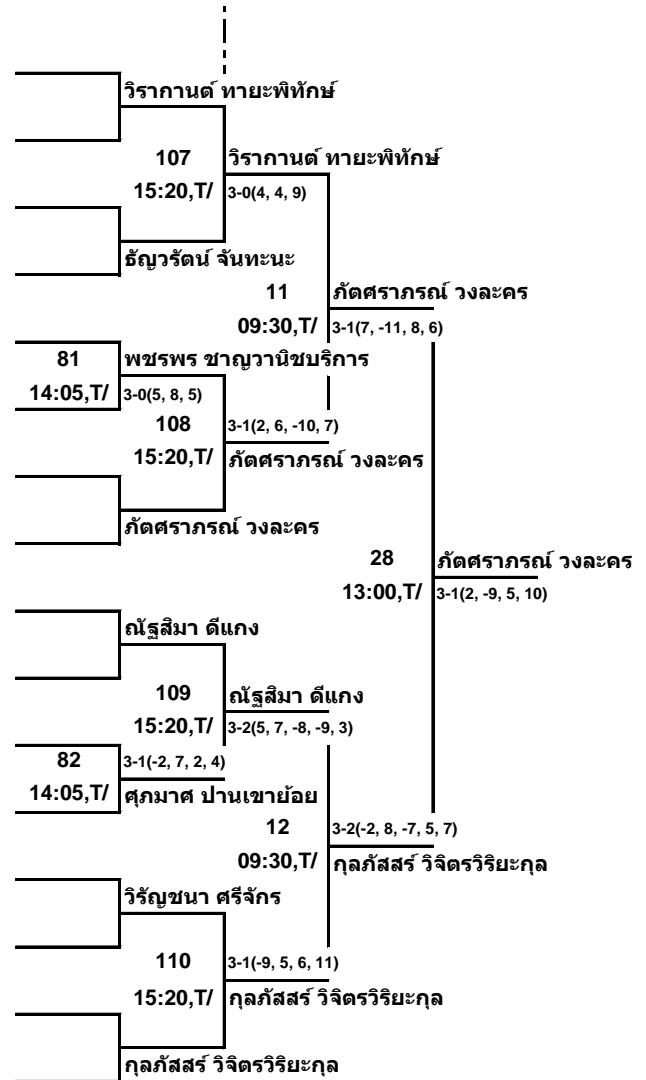 วิรากานต์ ทายะพิทักษ์
107
วิรากานต์ ทายะพิทักษ์
15:20,T/
3-0(4, 4, 9)
ธัญวรัตน์ จันทะนะ
11
ภัตศราภรณ์ วงละคร
09:30,T/
3-1(7, -11, 8, 6)
81
พชรพร ชาญวานิชบริการ
14:05,T/
3-0(5, 8, 5)
108
3-1(2, 6, -10, 7)
15:20,T/
ภัตศราภรณ์ วงละคร
ภัตศราภรณ์ วงละคร
28
ภัตศราภรณ์ วงละคร
13:00,T/
3-1(2, -9, 5, 10)
ณัฐสิมา ดีแกง
109
ณัฐสิมา ดีแกง
15:20,T/
3-2(5, 7, -8, -9, 3)
82
3-1(-2, 7, 2, 4)
14:05,T/
ศุภมาศ ปานเขาย้อย
12
3-2(-2, 8, -7, 5, 7)
09:30,T/
กุลภัสสร์ วิจิตรวิริยะกุล
วิรัญชนา ศรีจักร
110
3-1(-9, 5, 6, 11)
15:20,T/
กุลภัสสร์ วิจิตรวิริยะกุล
กุลภัสสร์ วิจิตรวิริยะกุล